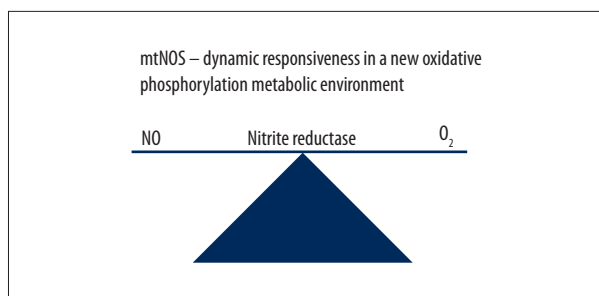 mtNOS – dynamic responsiveness in a new oxidative
phosphorylation metabolic environment
NO Nitrite reductase O₂